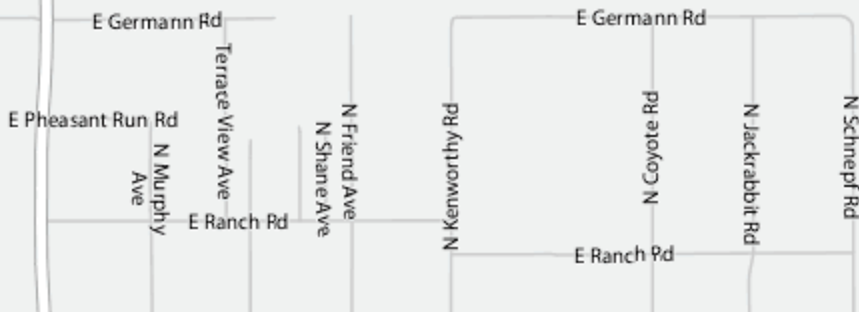 E Germann Rd
E Germann Rd
Terrace View Ave
E Pheasant Run Rd
N Murphy
Ave
N Shane Ave
N Friend Ave
N Kenworthy Rd
N Coyote Rd
N Jackrabbit Rd
N Schnepf Rd
E Ranch Rd
E Ranch Rd